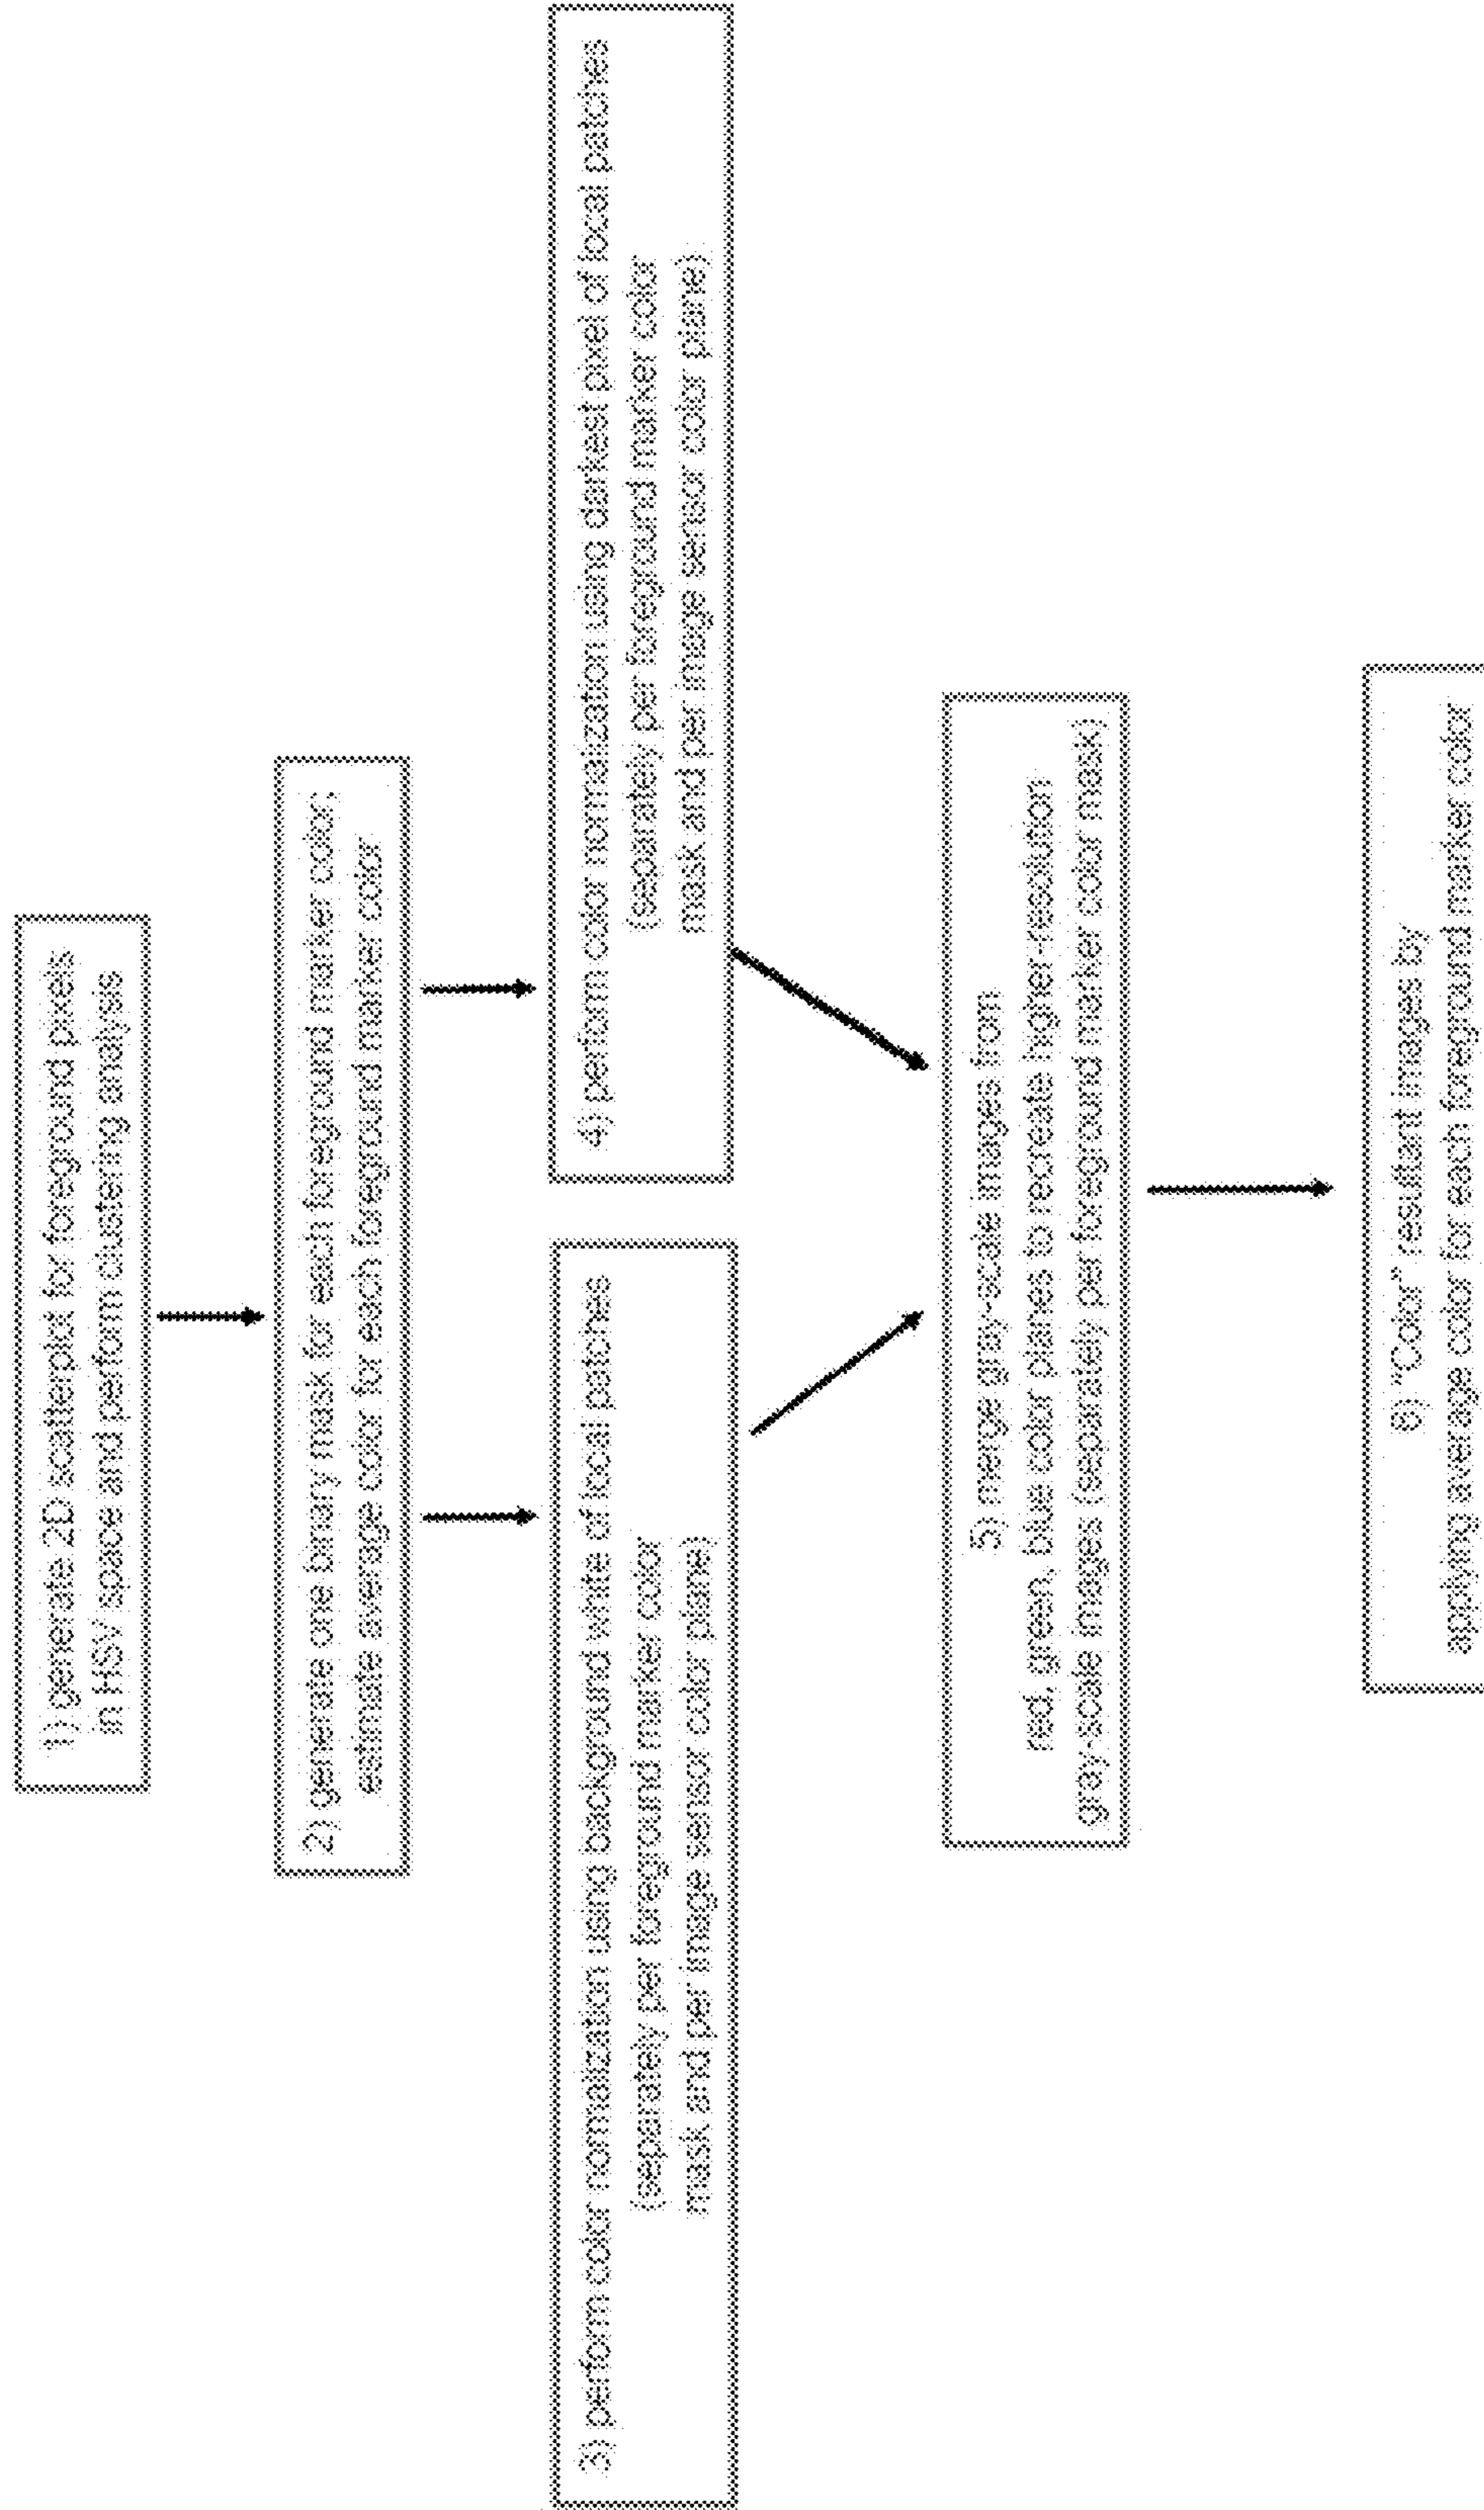 1) generate 2D scatterplot for foreground pixels
in HSV space and perform clustering analysis
2) generate one binary mask for each foreground marker color;
estimate average color for each foreground marker color
3) perform color normalization using background white of local patches
(separately per foreground marker color
mask and per image sensor color plane)
4) perform color normalization using darkest pixel of local patches
(separately per foreground marker color
mask and per image sensor color plane)
5) merge gray-scale images from
red, green, blue color planes to recreate higher-resolution
gray-scale images (separately per foreground marker color mask)
6) "Color" resultant images by
applying average color for each foreground marker color